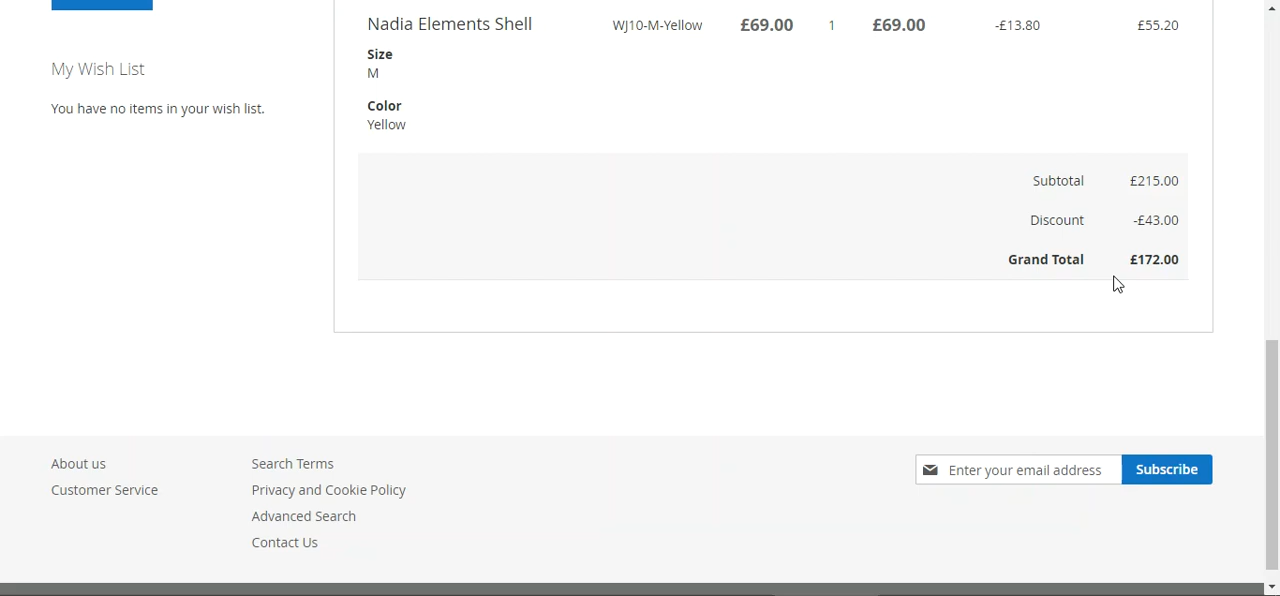 Nadia Elements Shell WJ10-M-Yellow £69.00 1 £69.00 -£13.80 £55.20
Size
M
Color
Yellow
My Wish List
You have no items in your wish list.
Subtotal £215.00
Discount -£43.00
Grand Total £172.00
About us
Customer Service
Search Terms
Privacy and Cookie Policy
Advanced Search
Contact Us
Enter your email address Subscribe